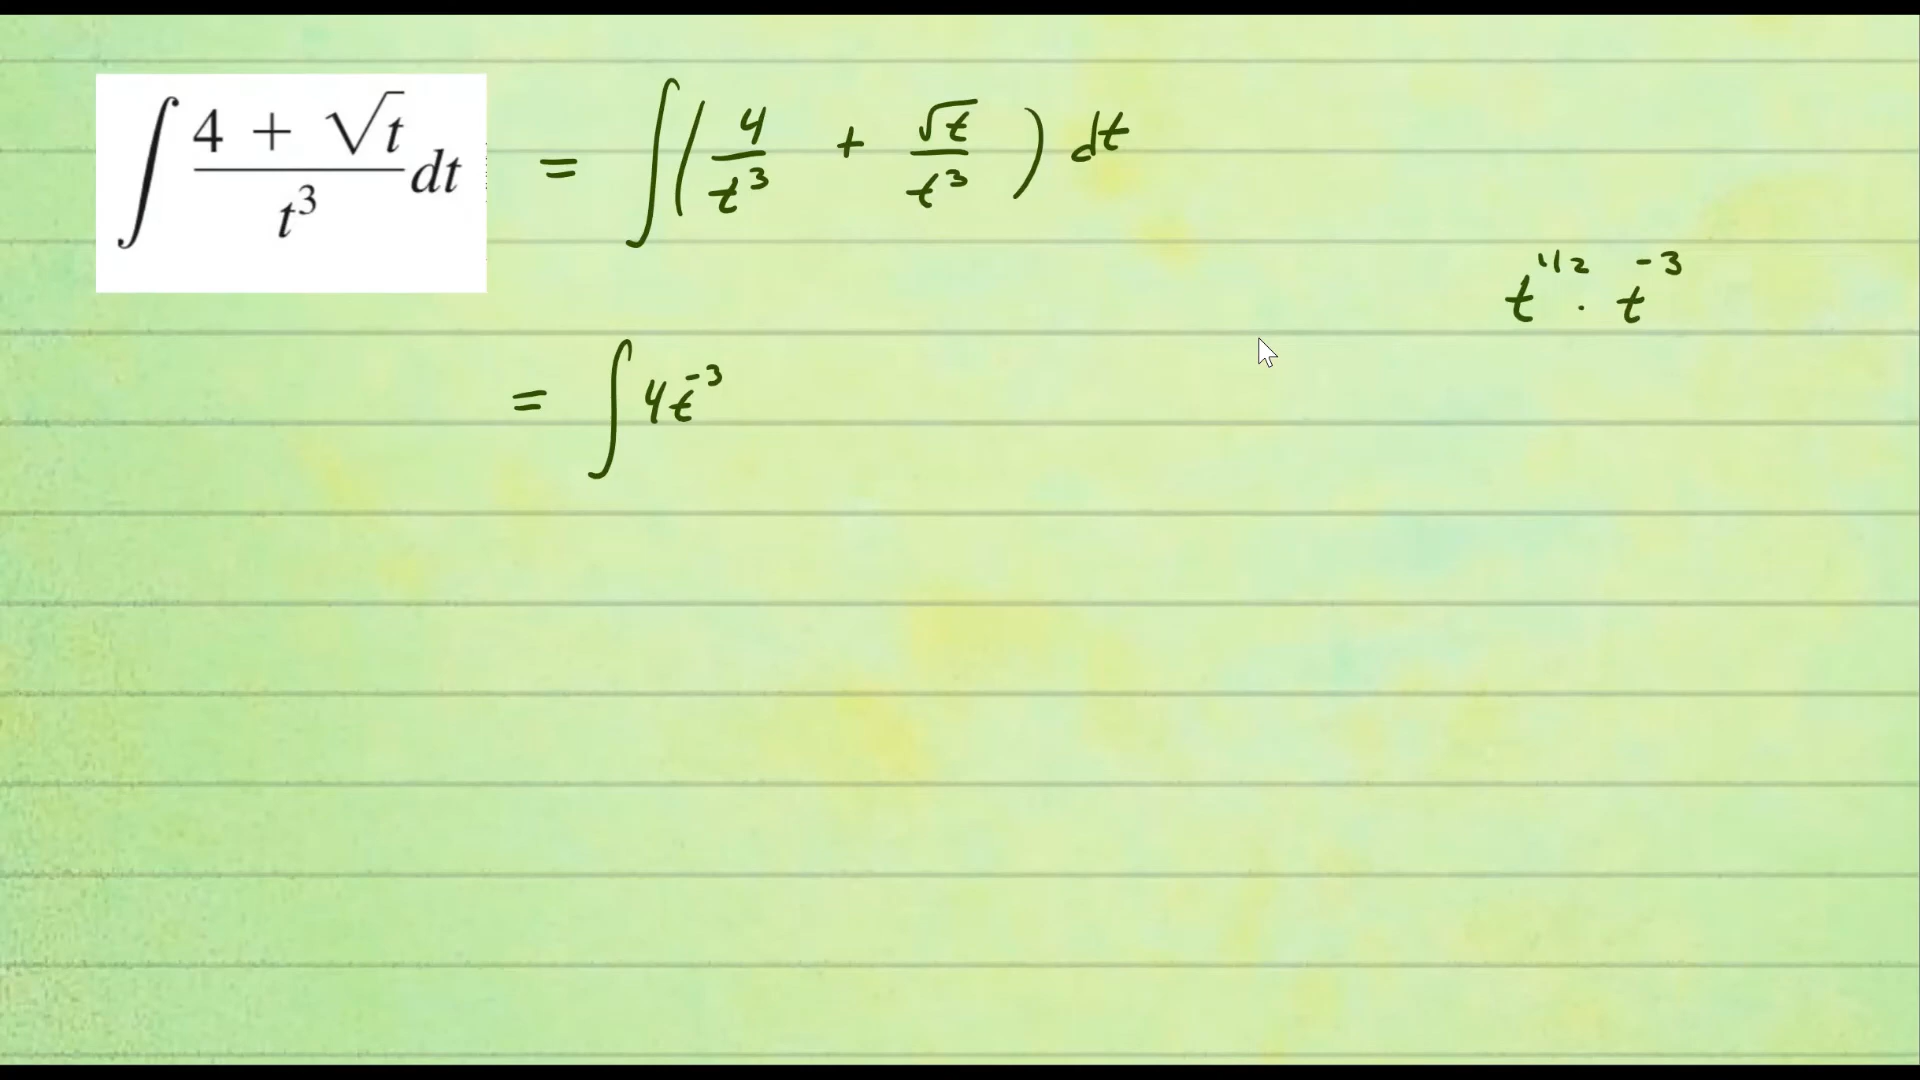 ∫ (4 + √t)/t³ dt = ∫ ( 4/t³ + √t/t³ ) dt
t^1/2 · t^-3
= ∫ 4t^-3